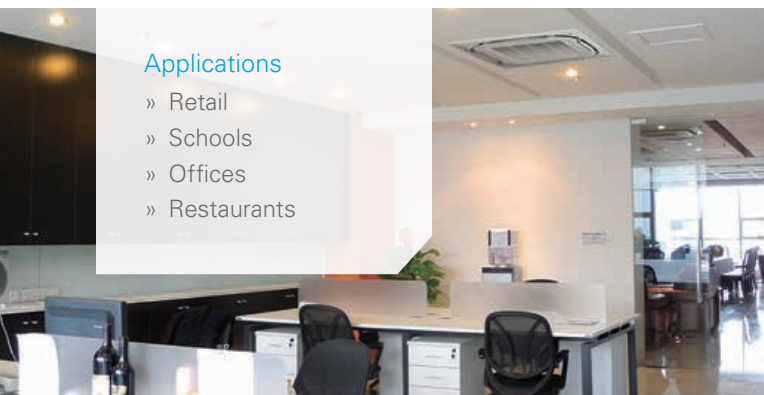 Applications
» Retail
» Schools
» Offices
» Restaurants